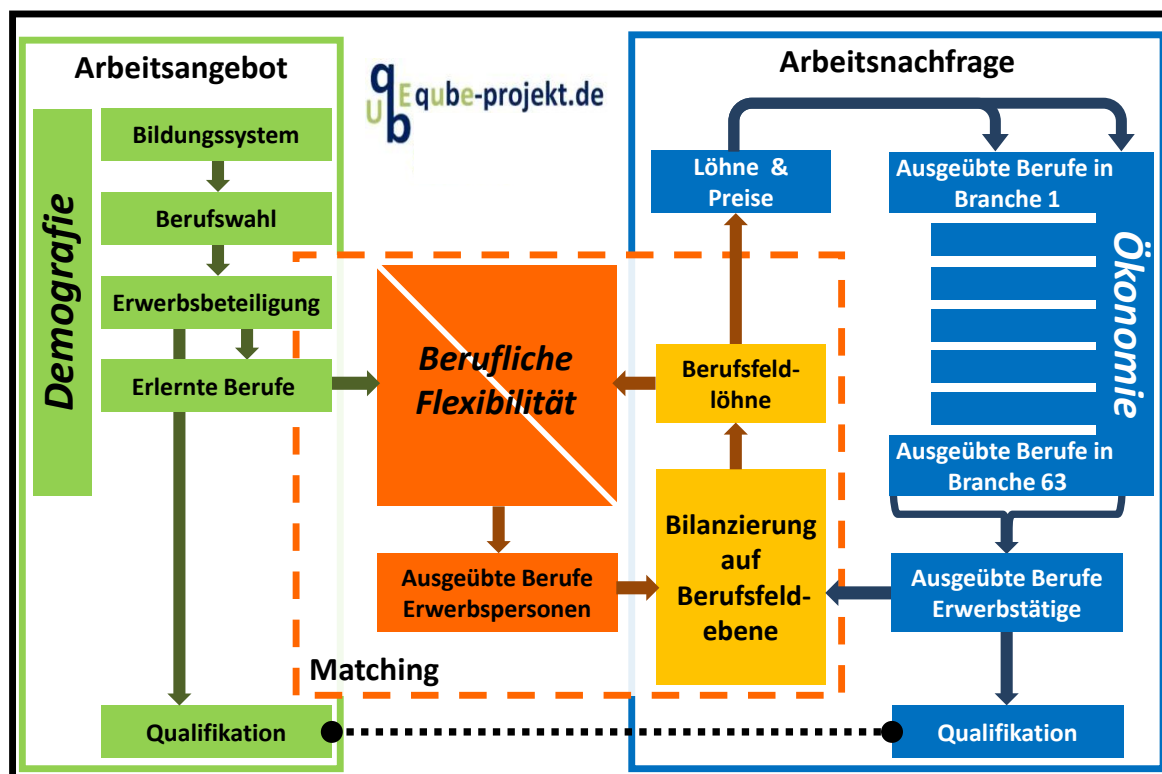 Arbeitsangebot
Demografie
Bildungssystem
Berufswahl
Erwerbsbeteiligung
Erlernte Berufe
Qualifikation
qUEb
qube-projekt.de
Berufliche
Flexibilität
Ausgeübte Berufe
Erwerbspersonen
Matching
Arbeitsnachfrage
Löhne &
Preise
Berufsfeld-
löhne
Bilanzierung
auf
Berufsfeld-
ebene
Ausgeübte Berufe in
Branche 1
Ökonomie
Ausgeübte Berufe in
Branche 63
Ausgeübte Berufe
Erwerbstätige
Qualifikation